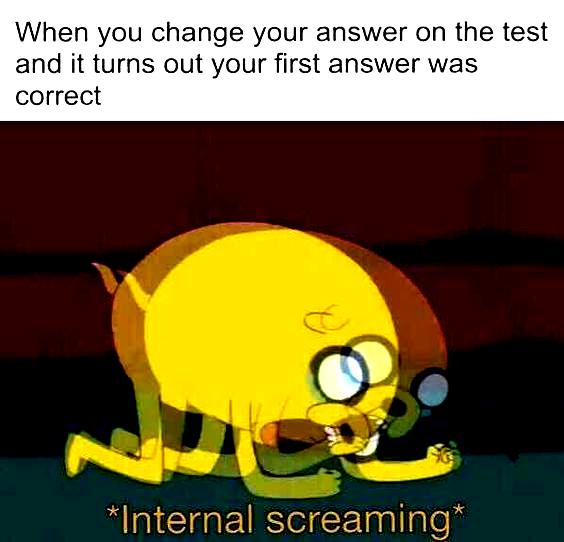 When you change your answer on the test
and it turns out your first answer was
correct
*Internal screaming*